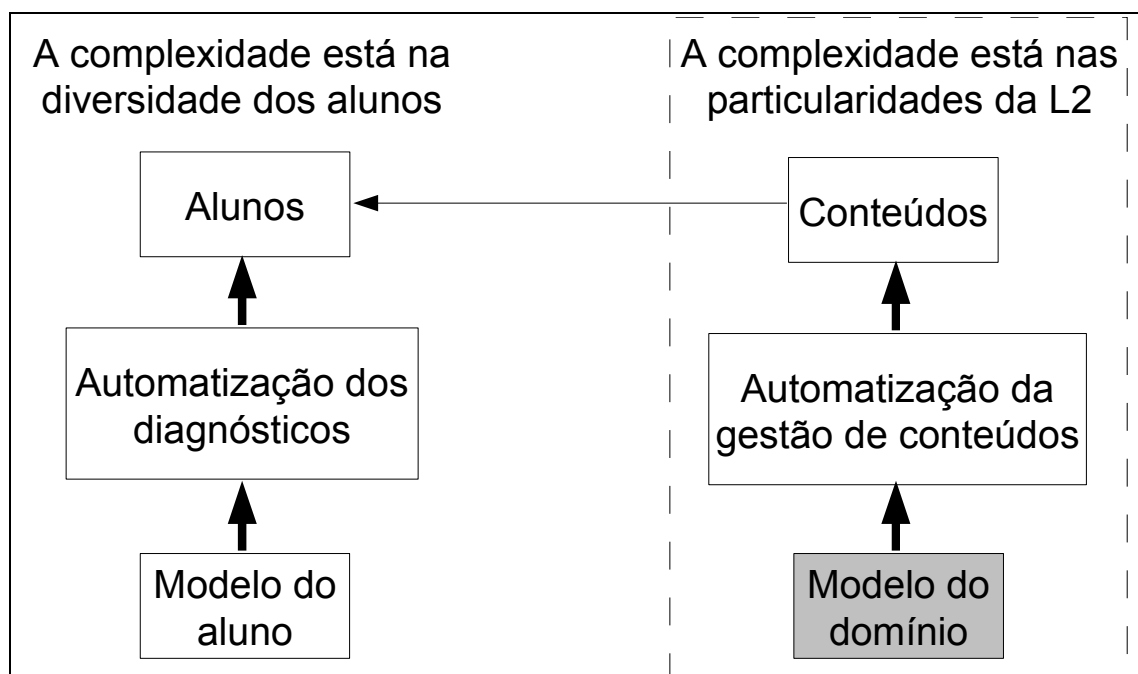 A complexidade está na
diversidade dos alunos
Alunos
Automatização dos
diagnósticos
Modelo do
aluno
A complexidade está nas
particularidades da L2
Conteúdos
Automatização da
gestão de conteúdos
Modelo do
domínio